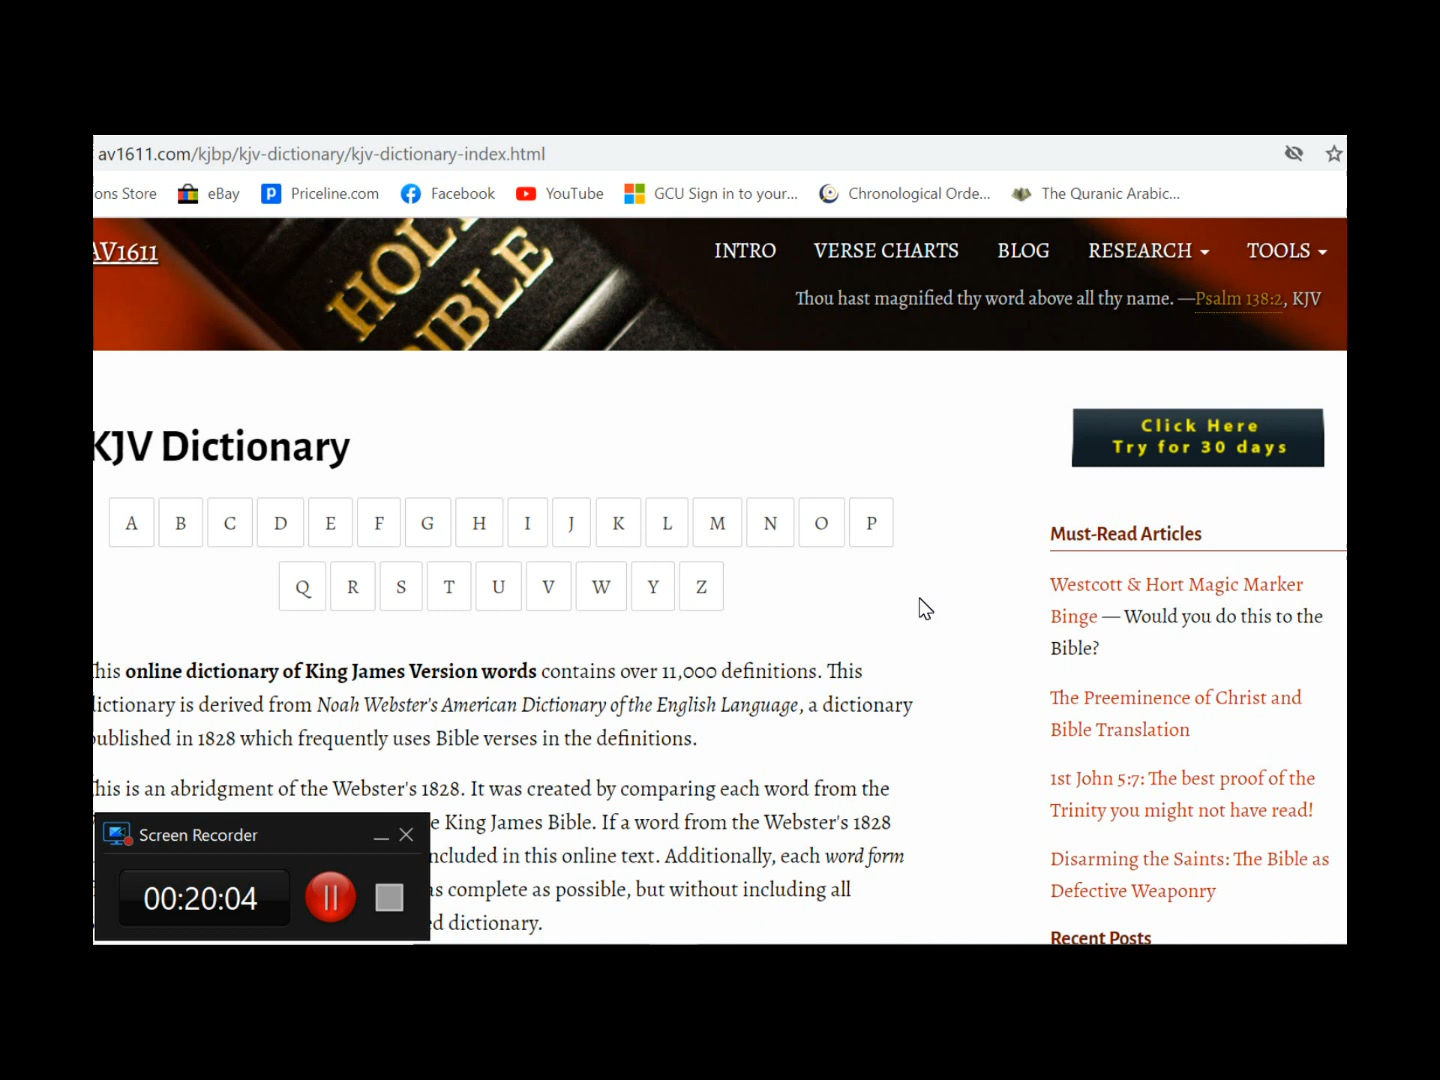 av1611.com/kjbp/kjv-dictionary/kjv-dictionary-index.html
ons Store eBay Priceline.com Facebook YouTube GCU Sign in to your... Chronological Orde... The Quranic Arabic...
AV1611 INTRO VERSE CHARTS BLOG RESEARCH TOOLS
HOLY
BIBLE
Thou hast magnified thy word above all thy name. —Psalm 138:2, KJV
KJV Dictionary
A B C D E F G H I J K L M N O P
Q R S T U V W Y Z
This online dictionary of King James Version words contains over 11,000 definitions. This
dictionary is derived from Noah Webster's American Dictionary of the English Language, a dictionary
published in 1828 which frequently uses Bible verses in the definitions.
This is an abridgment of the Webster's 1828. It was created by comparing each word from the
e King James Bible. If a word from the Webster's 1828
ncluded in this online text. Additionally, each word form
as complete as possible, but without including all
ed dictionary.
Screen Recorder
00:20:04
Click Here
Try for 30 days
Must-Read Articles
Westcott & Hort Magic Marker
Binge — Would you do this to the
Bible?
The Preeminence of Christ and
Bible Translation
1st John 5:7: The best proof of the
Trinity you might not have read!
Disarming the Saints: The Bible as
Defective Weaponry
Recent Posts